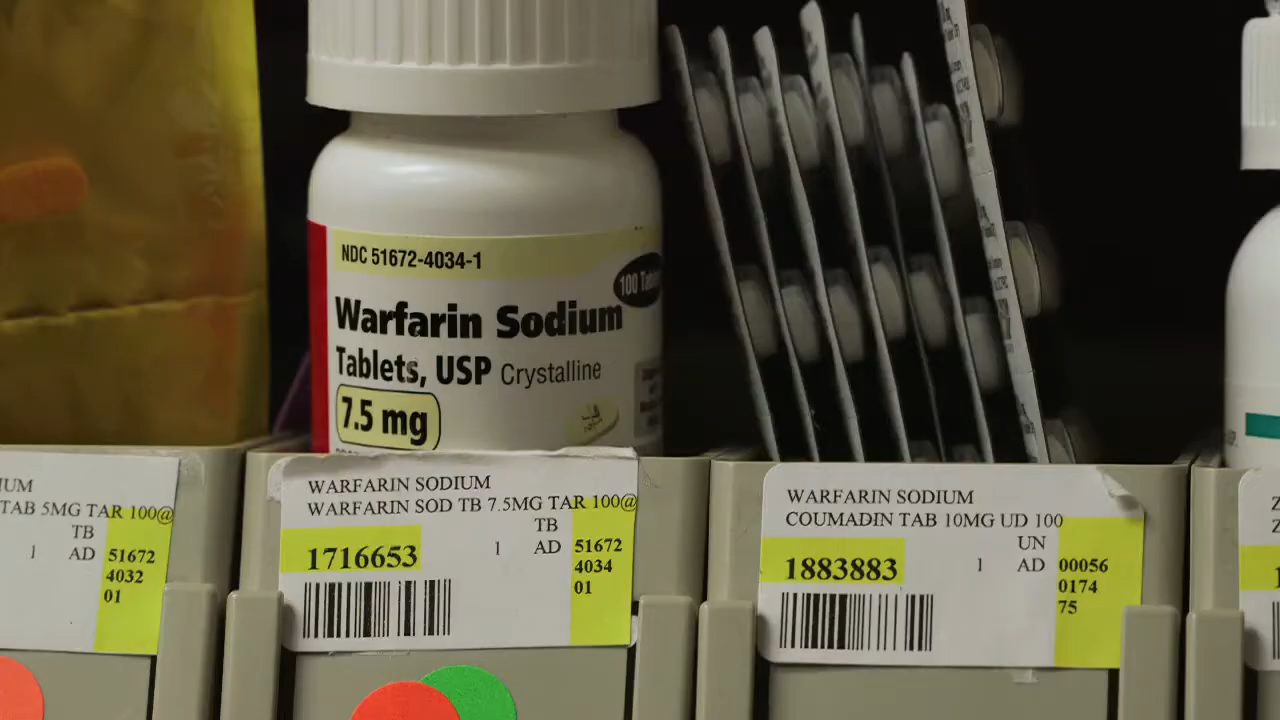 NDC 51672-4034-1
100 Tab
Warfarin Sodium
Tablets, USP Crystalline
7.5 mg
IUM
TAB 5MG TAR 100@
TB
1 AD
51672
4032
01
WARFARIN SODIUM
WARFARIN SOD TB 7.5MG TAR 100@
TB
1716653 1 AD
51672
4034
01
WARFARIN SODIUM
COUMADIN TAB 10MG UD 100
UN
1883883 1 AD
00056
0174
75
Z
Z